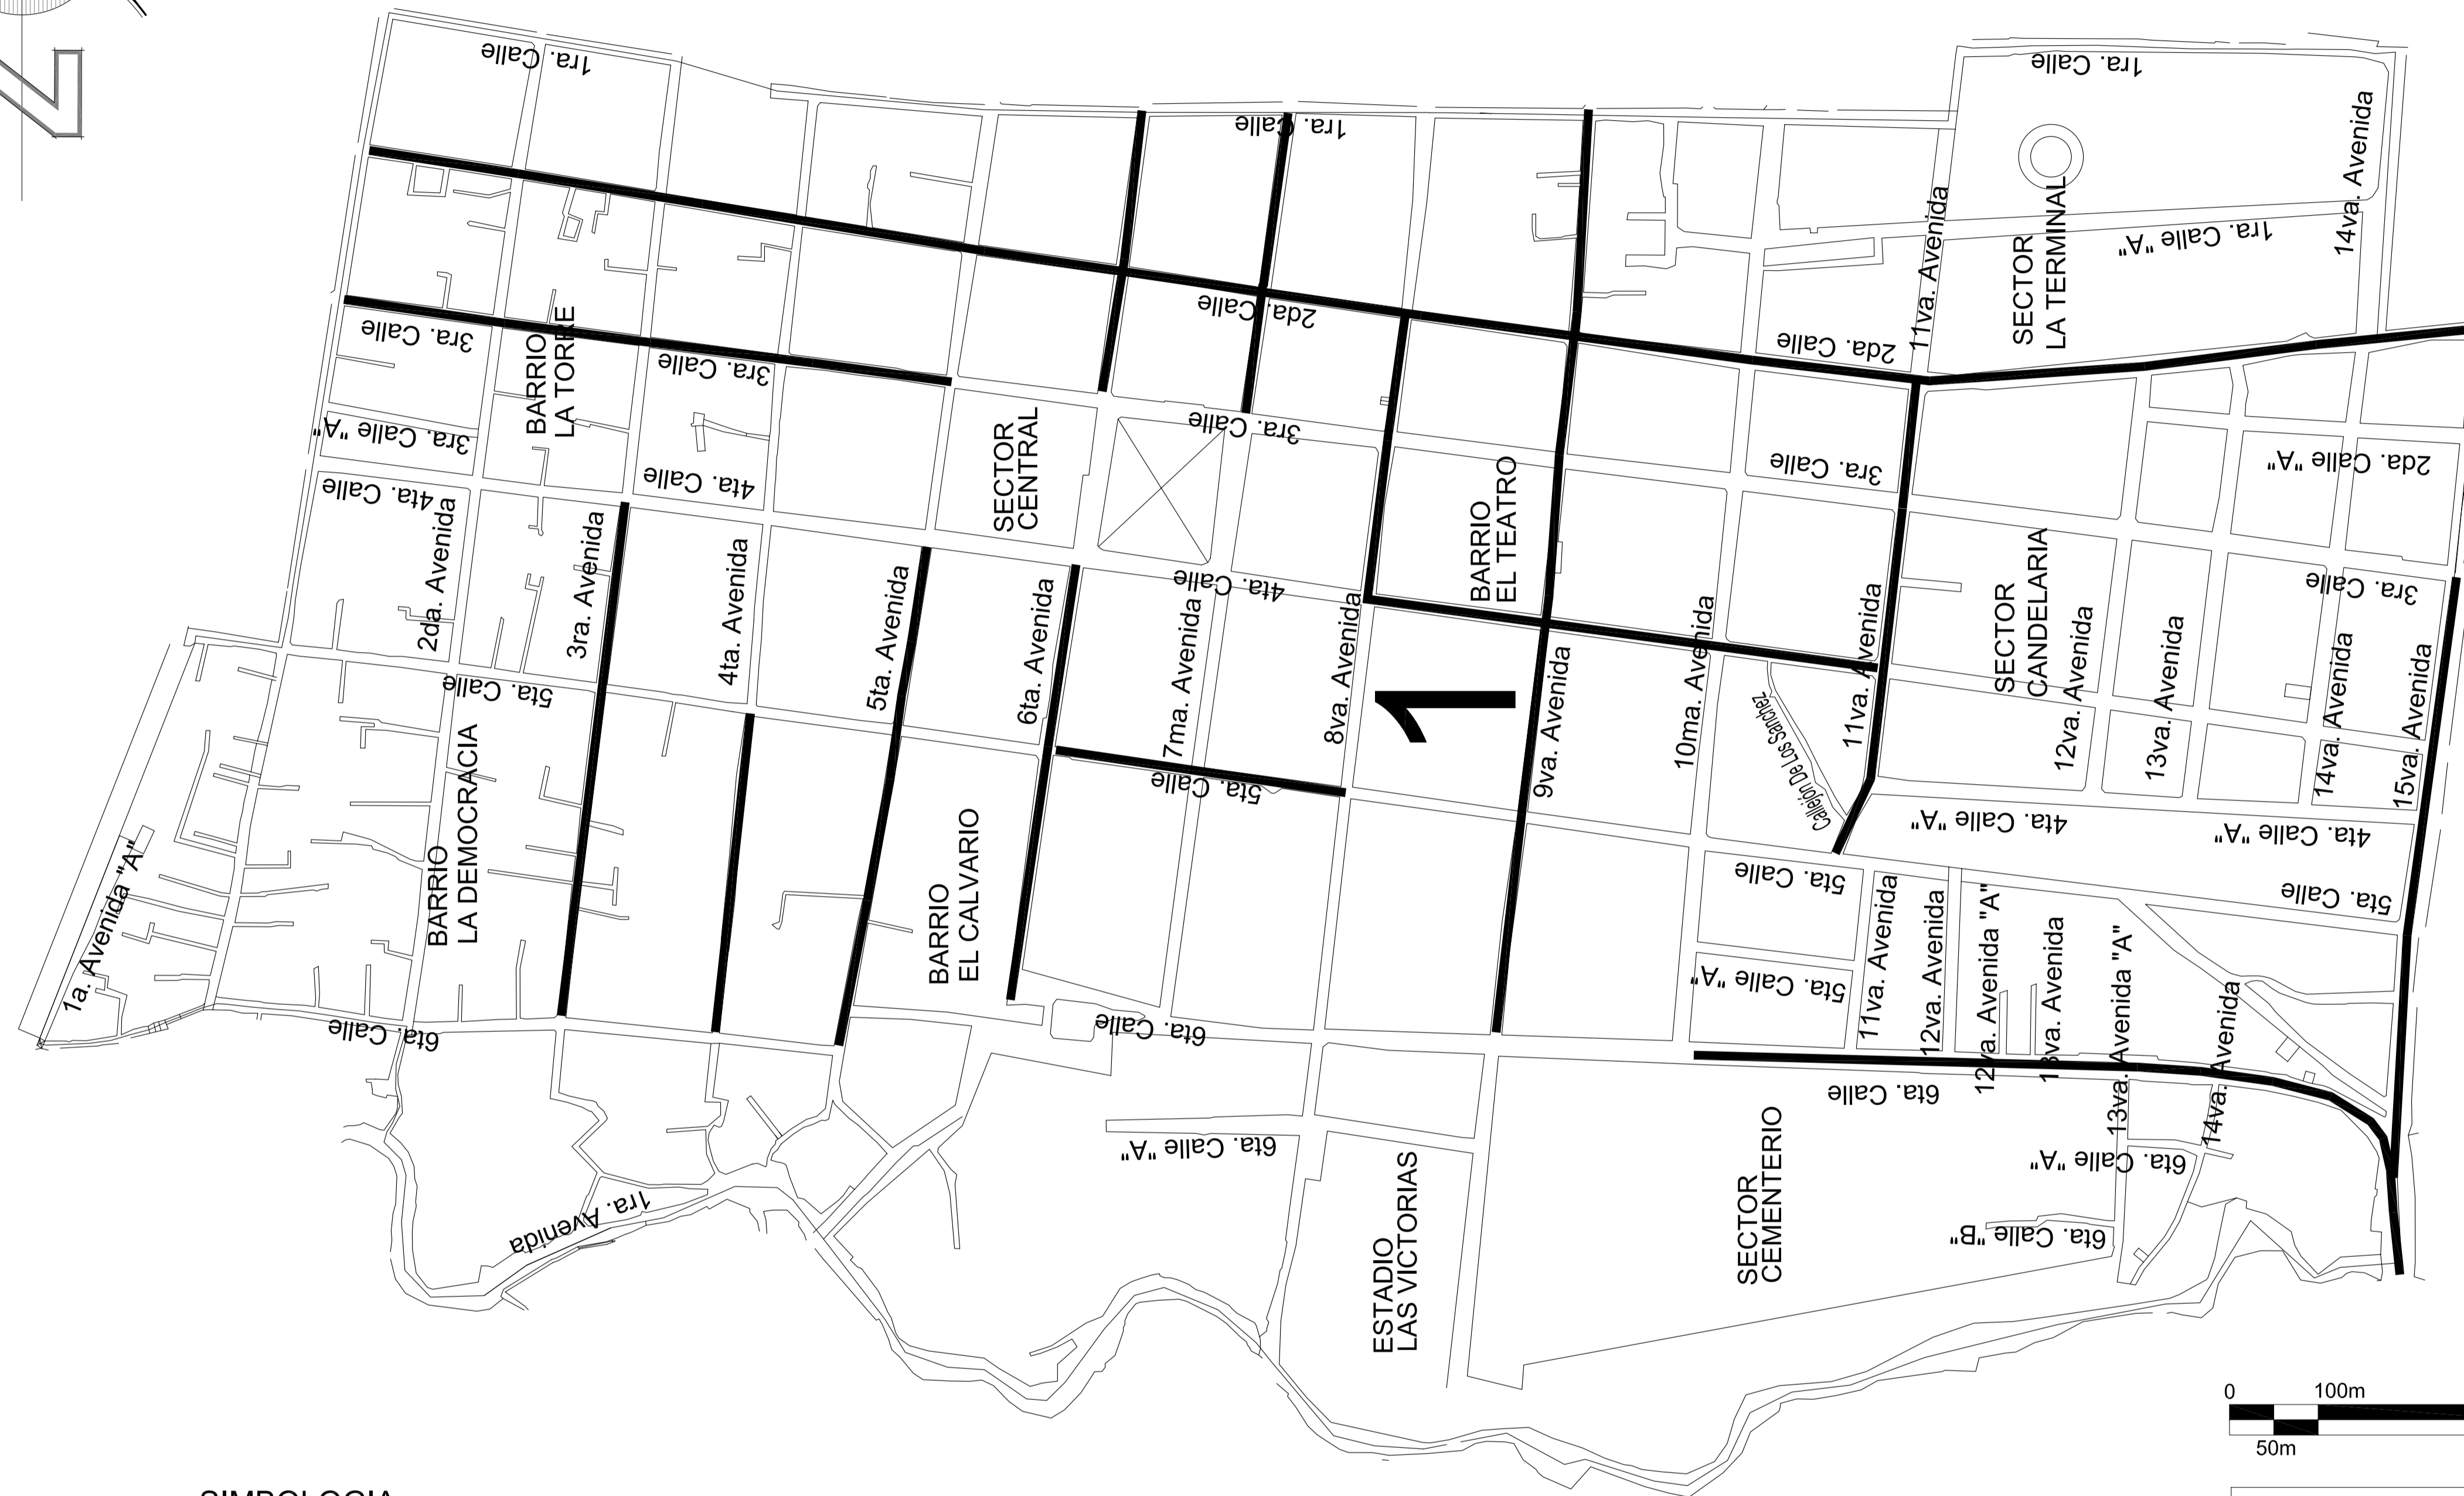 N
1ra. Calle
1ra. Calle
1ra. Calle
14va. Avenida
11va. Avenida
SECTOR
LA TERMINAL
1ra. Calle "A"
2da. Calle
2da. Calle
3ra. Calle
BARRIO
LA TORRE
3ra. Calle
3ra. Calle
3ra. Calle
3ra. Calle "A"
2da. Calle "A"
SECTOR
CENTRAL
4ta. Calle
4ta. Calle
BARRIO
EL TEATRO
2da. Avenida
3ra. Avenida
4ta. Avenida
5ta. Avenida
6ta. Avenida
7ma. Avenida
4ta. Calle
8va. Avenida
1
9va. Avenida
10ma. Avenida
Callejón De Los Sanchez
11va. Avenida
SECTOR
CANDELARIA
12va. Avenida
13va. Avenida
3ra. Calle
14va. Avenida
15va. Avenida
5ta. Calle
5ta. Calle
4ta. Calle "A"
4ta. Calle "A"
BARRIO
LA DEMOCRACIA
BARRIO
EL CALVARIO
1a. Avenida "A"
5ta. Calle
5ta. Calle
5ta. Calle "A"
11va. Avenida
12va. Avenida
12va. Avenida "A"
13va. Avenida
13va. Avenida "A"
14va. Avenida
6ta. Calle
6ta. Calle
6ta. Calle
6ta. Calle "A"
6ta. Calle "A"
6ta. Calle "B"
1ra. Avenida
ESTADIO
LAS VICTORIAS
SECTOR
CEMENTERIO
0 100m
50m
SIMBOLOGIA